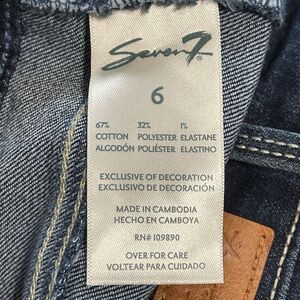 Seven7®
6
67% 32% 1%
COTTON POLYESTER ELASTANE
ALGODÓN POLIÉSTER ELASTINO
EXCLUSIVE OF DECORATION
EXCLUSIVO DE DECORACIÓN
MADE IN CAMBODIA
HECHO EN CAMBOYA
RN# 109890
OVER FOR CARE
VOLTEAR PARA CUIDADO